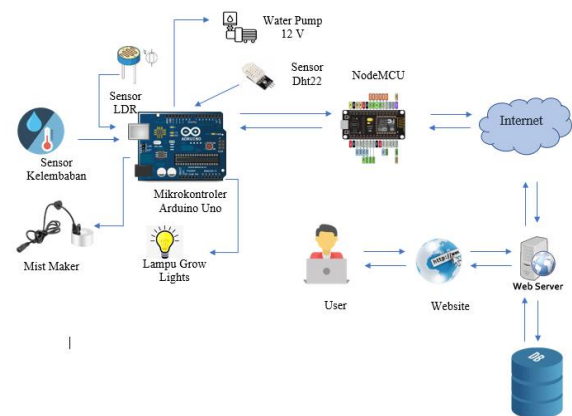 Water Pump
12 V
Sensor
Dht22
NodeMCU
Sensor
LDR
Internet
Sensor
Kelembaban
ARDUINO
Mikrokontroler
Arduino Uno
Mist Maker
Lampu Grow
Lights
User
Website
Web Server
DB